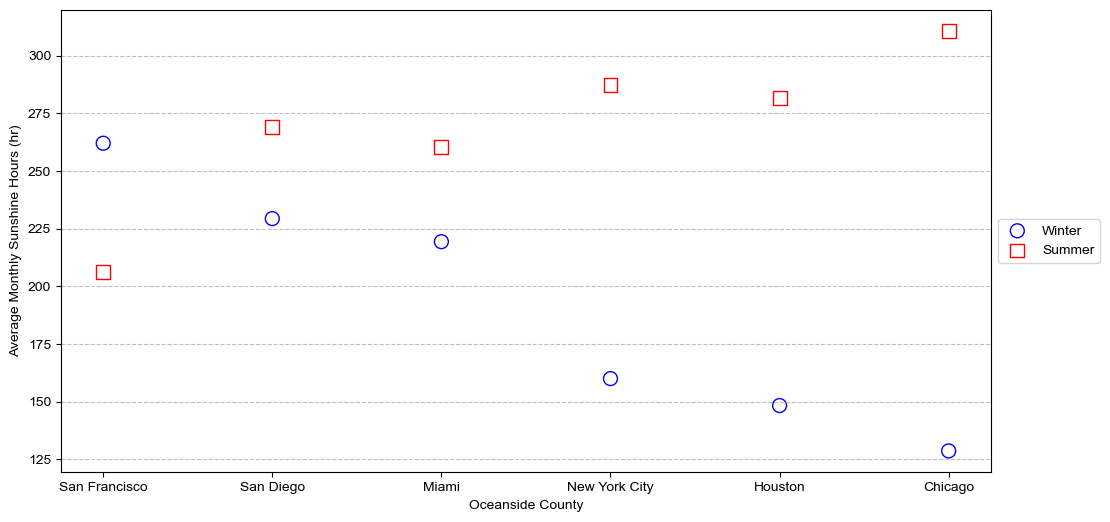 Average Monthly Sunshine Hours (hr)
300
275
250
225
200
175
150
125
San Francisco
San Diego
Miami
New York City
Houston
Chicago
Oceanside County
Winter
Summer